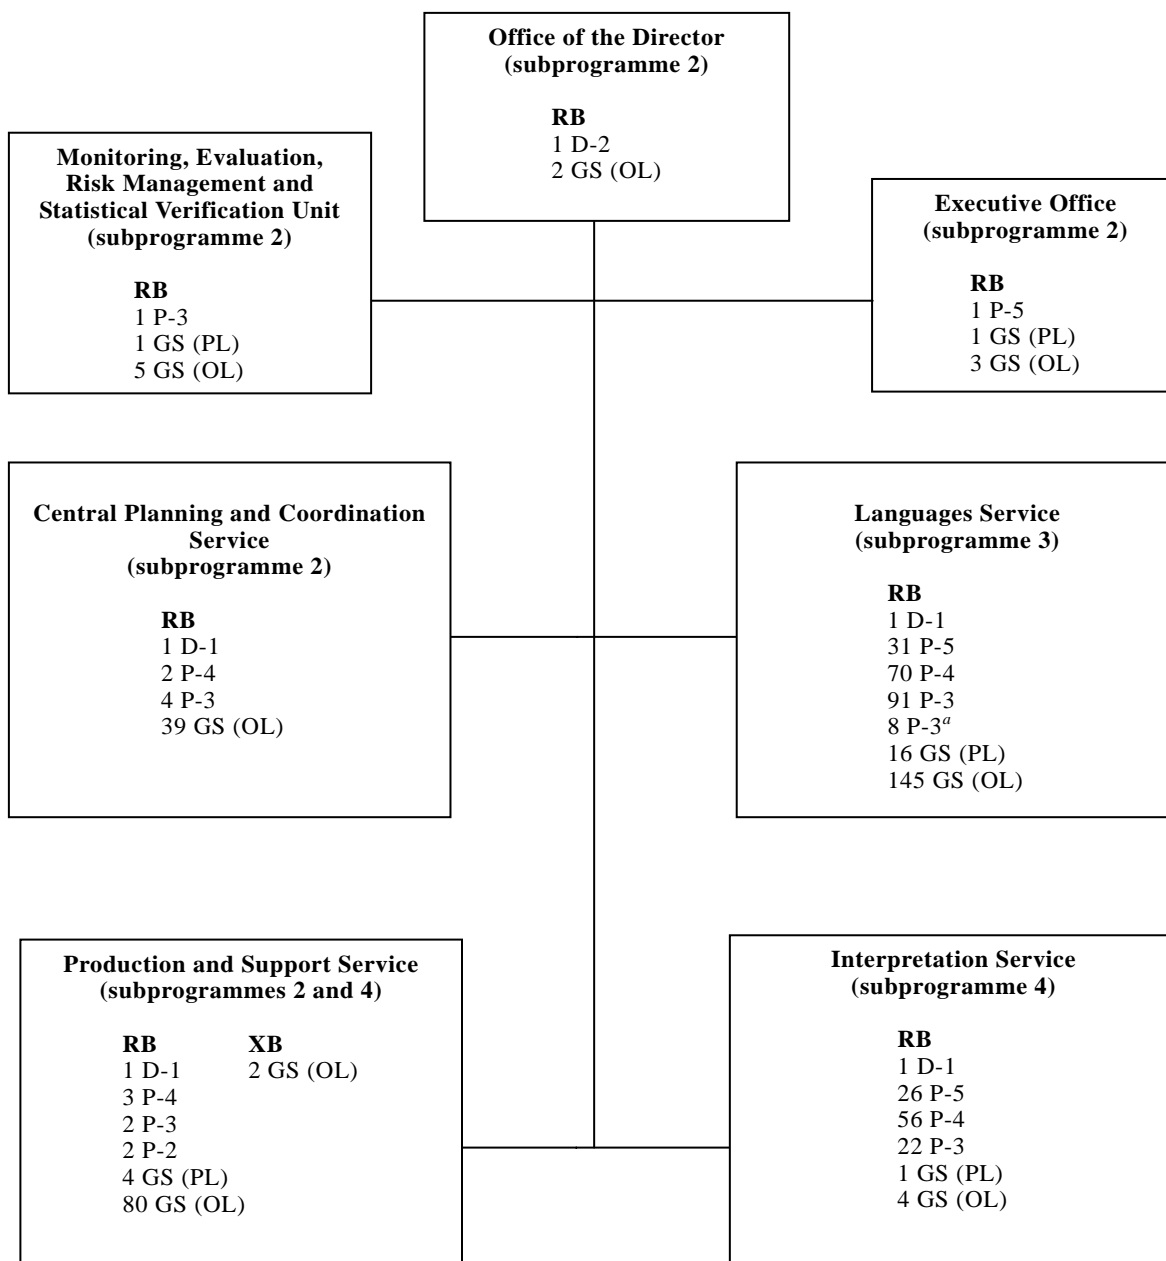 Office of the Director
(subprogramme 2)
RB
1 D-2
2 GS (OL)
Monitoring, Evaluation,
Risk Management and
Statistical Verification Unit
(subprogramme 2)
RB
1 P-3
1 GS (PL)
5 GS (OL)
Executive Office
(subprogramme 2)
RB
1 P-5
1 GS (PL)
3 GS (OL)
Central Planning and Coordination
Service
(subprogramme 2)
RB
1 D-1
2 P-4
4 P-3
39 GS (OL)
Languages Service
(subprogramme 3)
RB
1 D-1
31 P-5
70 P-4
91 P-3
8 P-3ᵃ
16 GS (PL)
145 GS (OL)
Production and Support Service
(subprogrammes 2 and 4)
RB XB
1 D-1 2 GS (OL)
3 P-4
2 P-3
2 P-2
4 GS (PL)
80 GS (OL)
Interpretation Service
(subprogramme 4)
RB
1 D-1
26 P-5
56 P-4
22 P-3
1 GS (PL)
4 GS (OL)